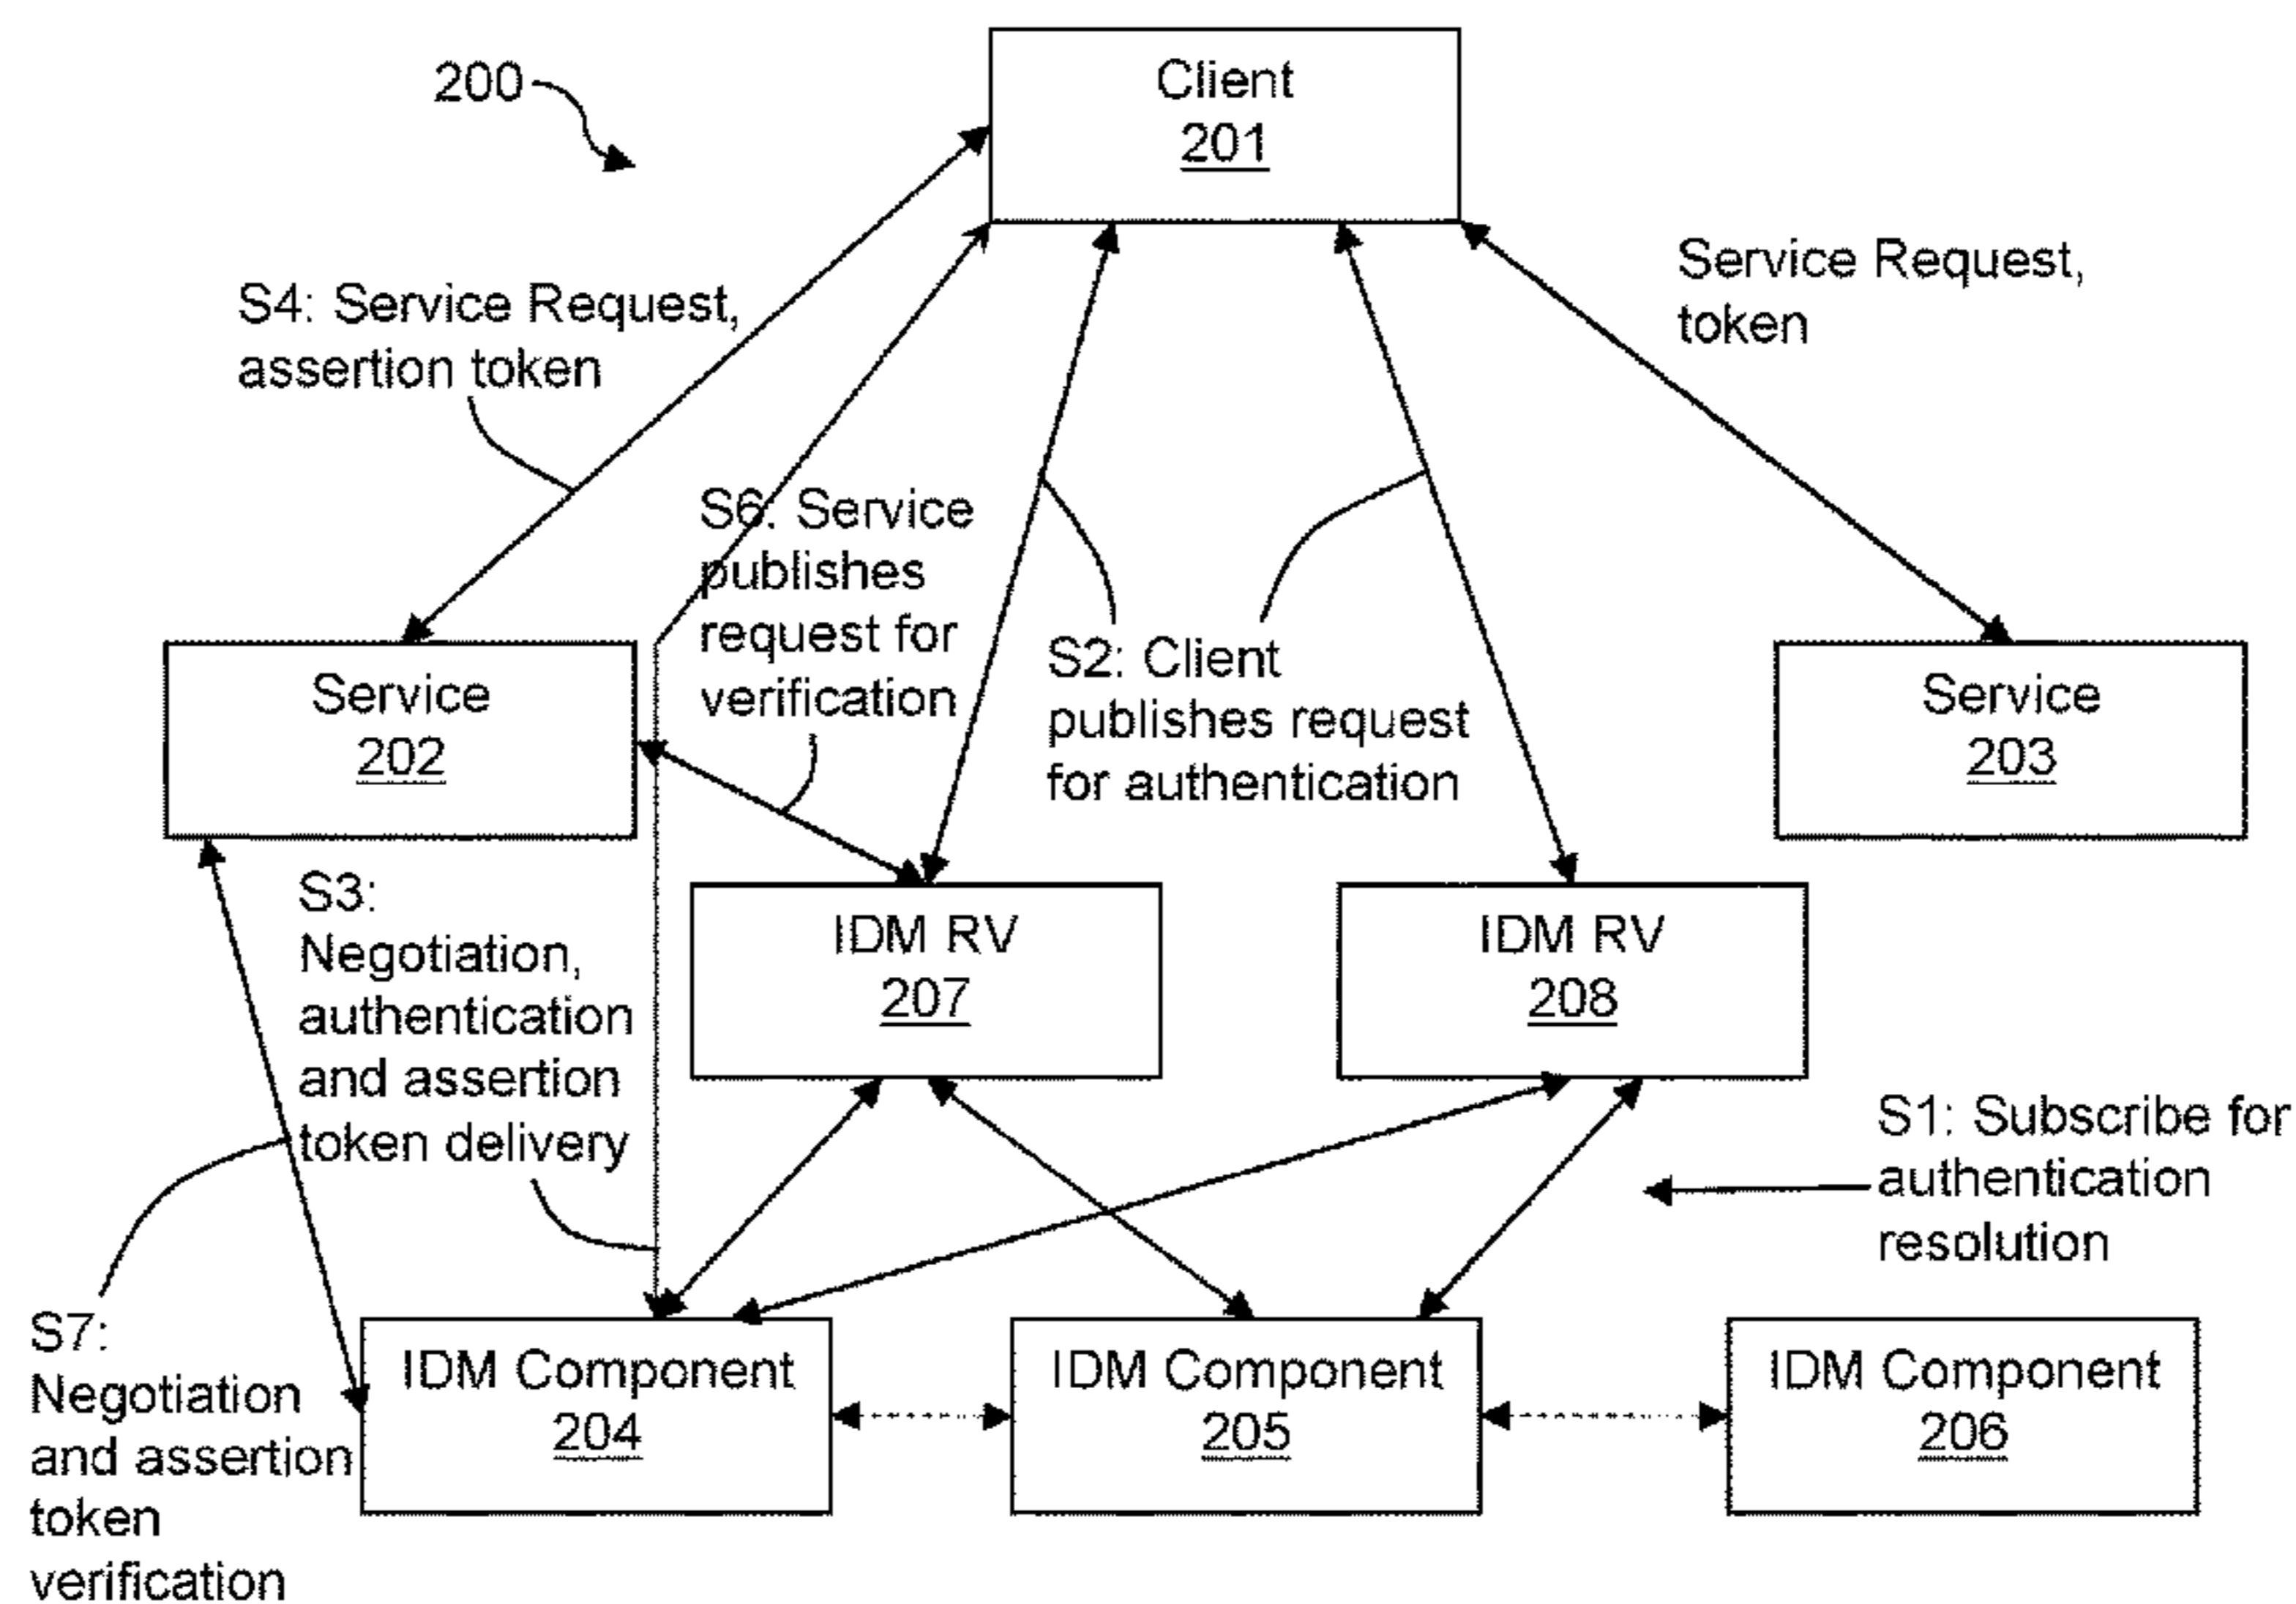 200
Client
201
S4: Service Request,
assertion token
Service Request,
token
S6: Service
publishes
request for
verification
S2: Client
publishes request
for authentication
Service
202
Service
203
S3:
Negotiation,
authentication
and assertion
token delivery
IDM RV
207
IDM RV
208
S1: Subscribe for
authentication
resolution
S7:
Negotiation
and assertion
token
verification
IDM Component
204
IDM Component
205
IDM Component
206